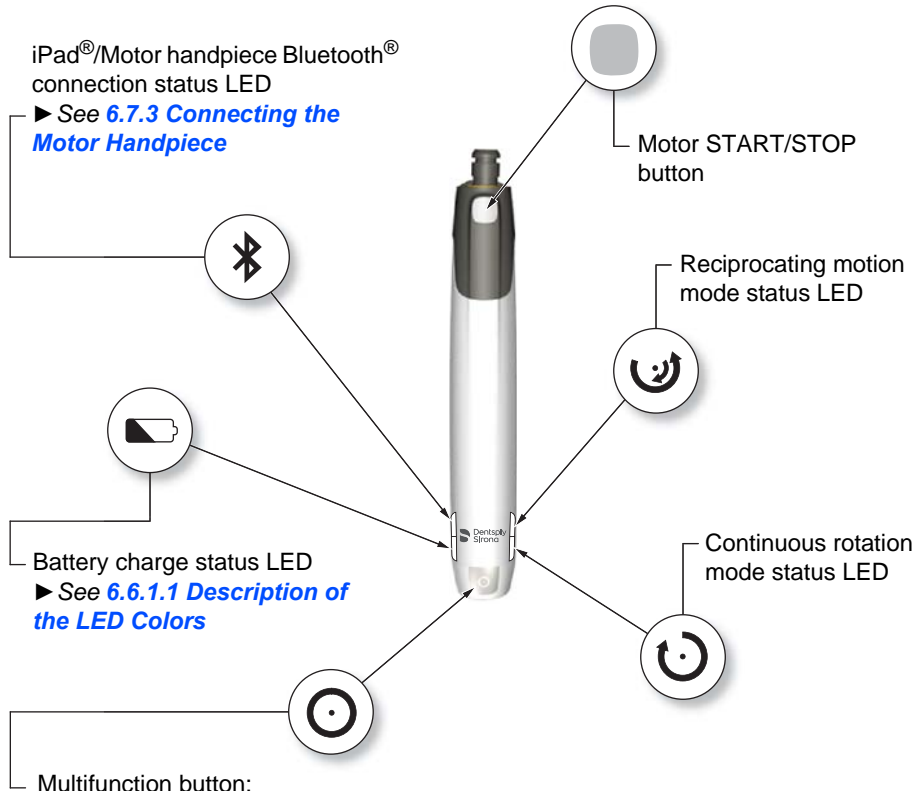 iPad®/Motor handpiece Bluetooth®
connection status LED
►See 6.7.3 Connecting the
Motor Handpiece
Motor START/STOP
button
Reciprocating motion
mode status LED
Dentsply
Sirona
Battery charge status LED
►See 6.6.1.1 Description of
the LED Colors
Continuous rotation
mode status LED
Multifunction button: